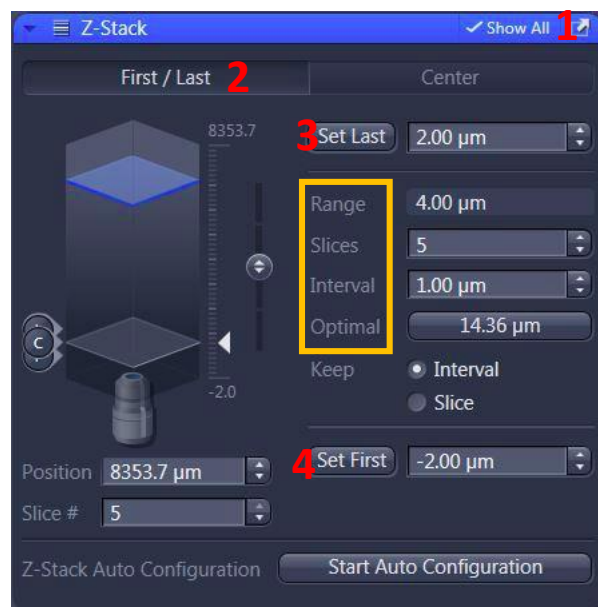 Z-Stack Show All 1
First / Last 2 Center
8353.7 3 Set Last 2.00 µm
Range 4.00 µm
Slices 5
Interval 1.00 µm
Optimal 14.36 µm
C
Keep Interval
-2.0 Slice
4 Set First -2.00 µm
Position 8353.7 µm
Slice # 5
Z-Stack Auto Configuration Start Auto Configuration